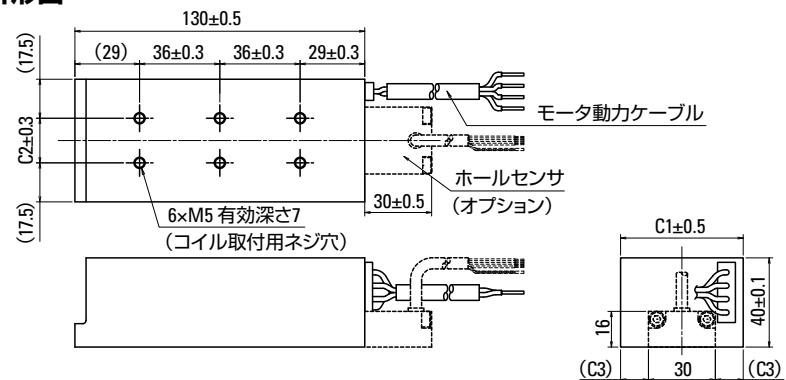 130±0.5
(29)
36±0.3
36±0.3
29±0.3
(17.5)
C2±0.3
(17.5)
モータ動力ケーブル
ホールセンサ
(オプション)
30±0.5
6×M5 有効深さ7
(コイル取付用ネジ穴)
C1±0.5
40±0.1
16
(C3)
30
(C3)